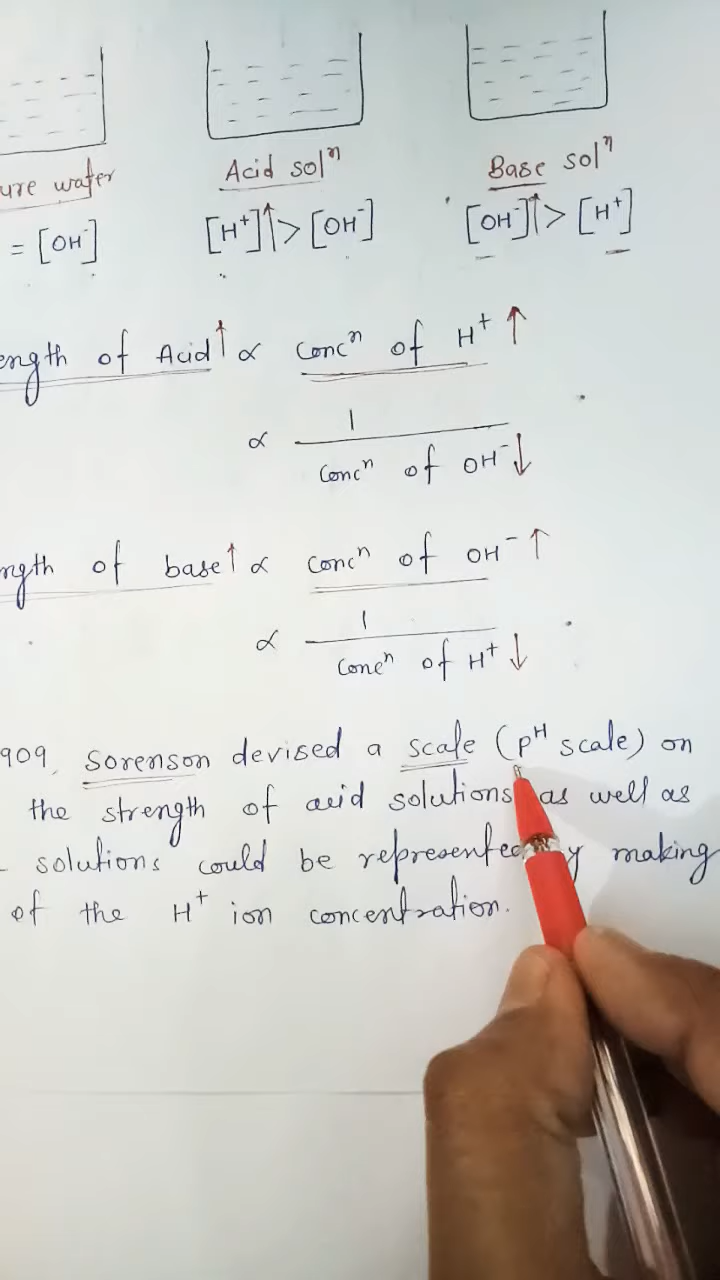 ure water Acid solⁿ Base solⁿ
= [OH⁻] [H⁺]↑ > [OH⁻] [OH⁻]↑ > [H⁺]
ength of Acid↑ ∝ concⁿ of H⁺ ↑
∝ 1
concⁿ of OH⁻↓
ngth of base↑ ∝ concⁿ of OH⁻ ↑
∝ 1
concⁿ of H⁺ ↓
909, Sorenson devised a scale (pᴴ scale) on
the strength of acid solutions as well as
solutions could be represented y making
of the H⁺ ion concentration.